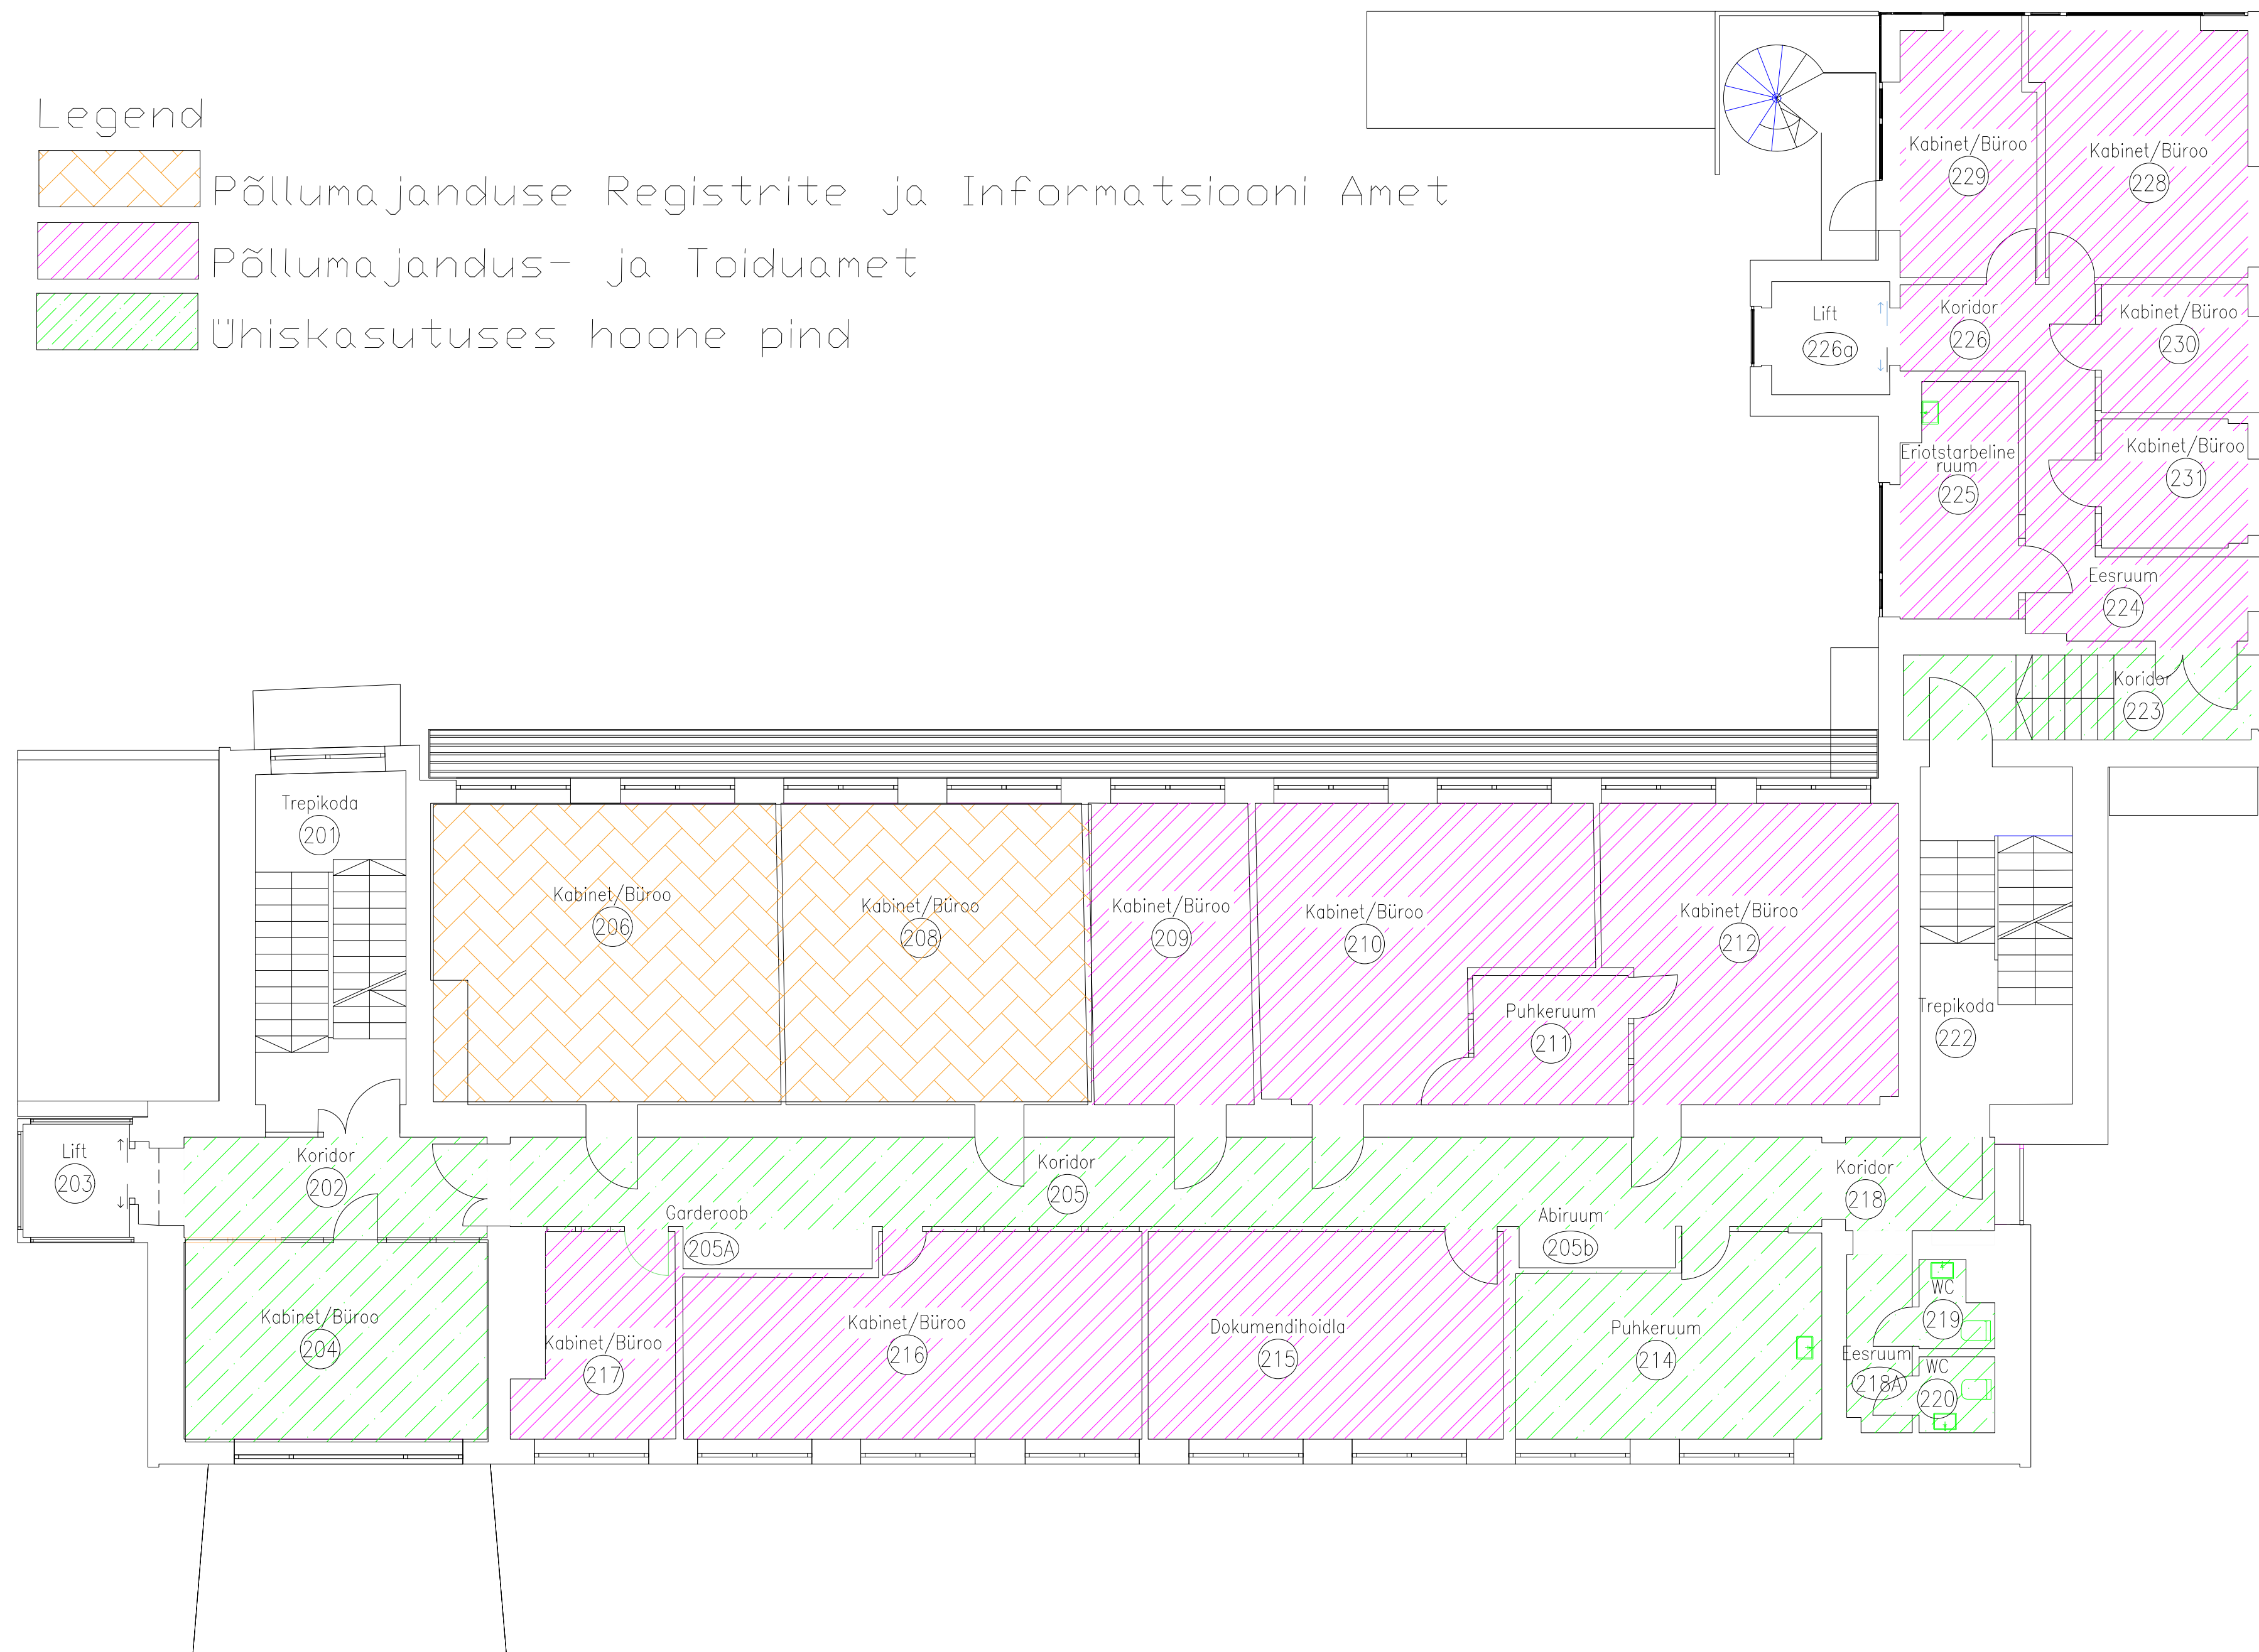 Legend
Põllumajanduse Registrite ja Informatsiooni Amet
Põllumajandus- ja Toiduamet
Ühiskasutuses hoone pind
Kabinet/Büroo
229
Kabinet/Büroo
228
Lift
226a
Koridor
226
Kabinet/Büroo
230
Eriotstarbeline
ruum
225
Kabinet/Büroo
231
Eesruum
224
Koridor
223
Trepikoda
201
Kabinet/Büroo
206
Kabinet/Büroo
208
Kabinet/Büroo
209
Kabinet/Büroo
210
Kabinet/Büroo
212
Puhkeruum
211
Trepikoda
222
Lift
203
Koridor
202
Koridor
205
Koridor
218
Garderoob
205A
Abiruum
205b
Kabinet/Büroo
204
Kabinet/Büroo
217
Kabinet/Büroo
216
Dokumendihoidla
215
Puhkeruum
214
WC
219
Eesruum
218A
WC
220